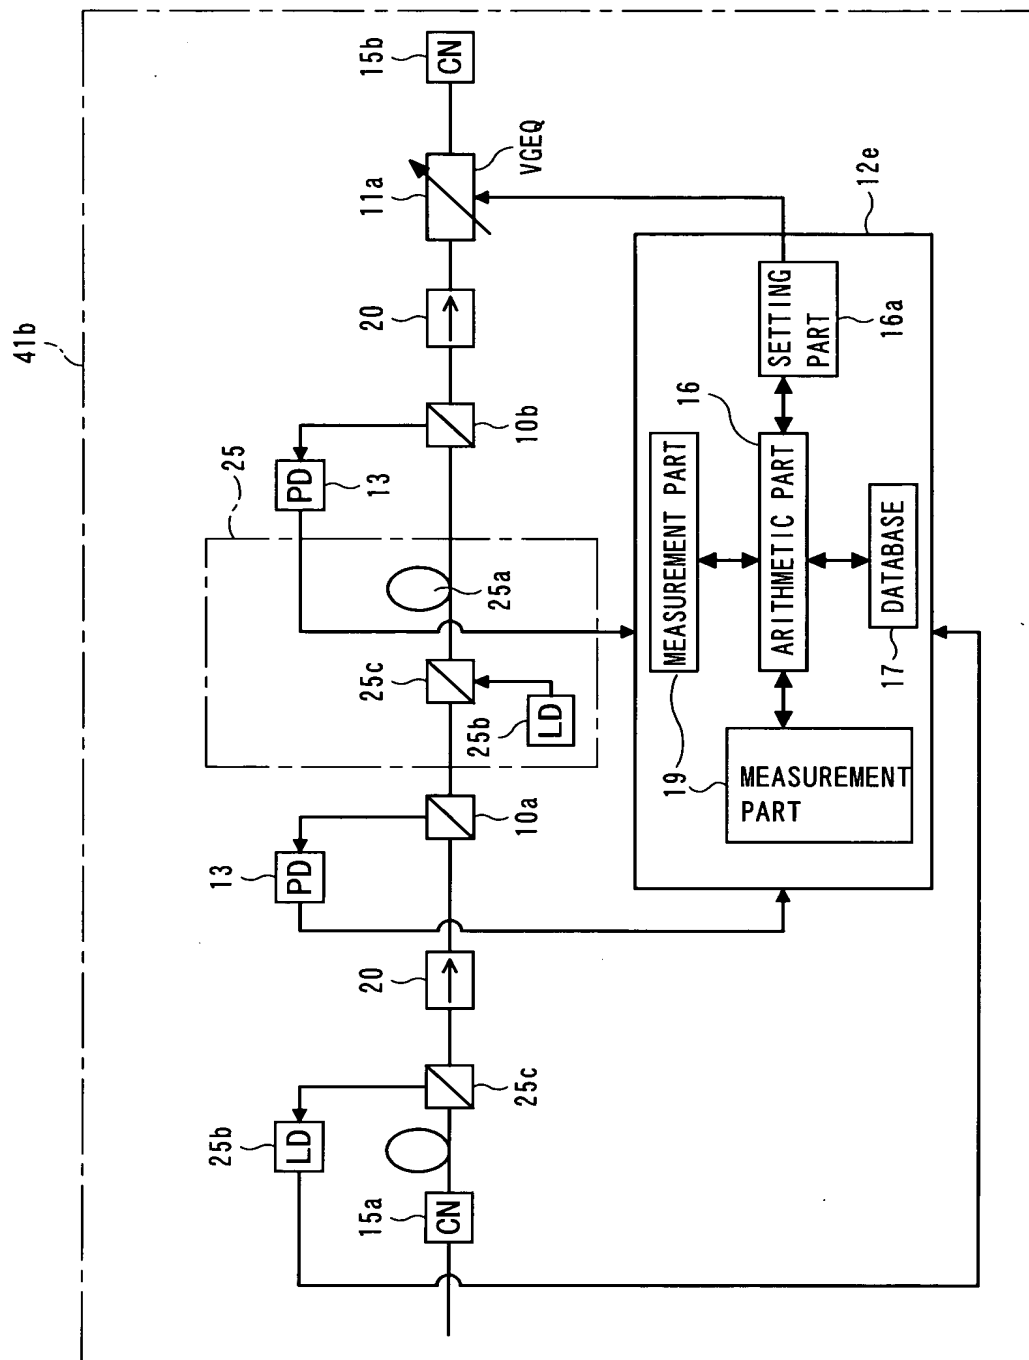 41b
15b
CN
11a
VGEQ
20
10b
25
PD
13
25a
25c
25b
LD
10a
13
PD
20
25c
25b
LD
15a
CN
12e
SETTING
PART
16a
16
MEASUREMENT PART
ARITHMETIC PART
DATABASE
17
19
MEASUREMENT
PART